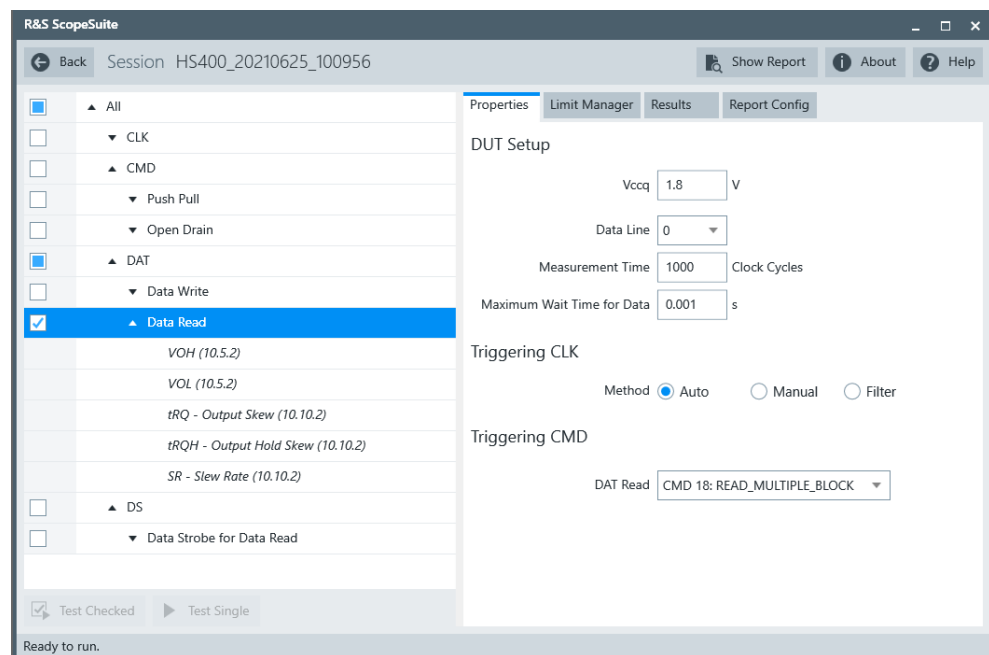 R&S ScopeSuite
Back Session HS400_20210625_100956 Show Report About Help
All
CLK
CMD
Push Pull
Open Drain
DAT
Data Write
Data Read
VOH (10.5.2)
VOL (10.5.2)
tRQ - Output Skew (10.10.2)
tRQH - Output Hold Skew (10.10.2)
SR - Slew Rate (10.10.2)
DS
Data Strobe for Data Read
Test Checked Test Single
Properties Limit Manager Results Report Config
DUT Setup
Vccq 1.8 V
Data Line 0
Measurement Time 1000 Clock Cycles
Maximum Wait Time for Data 0.001 s
Triggering CLK
Method Auto Manual Filter
Triggering CMD
DAT Read CMD 18: READ_MULTIPLE_BLOCK
Ready to run.